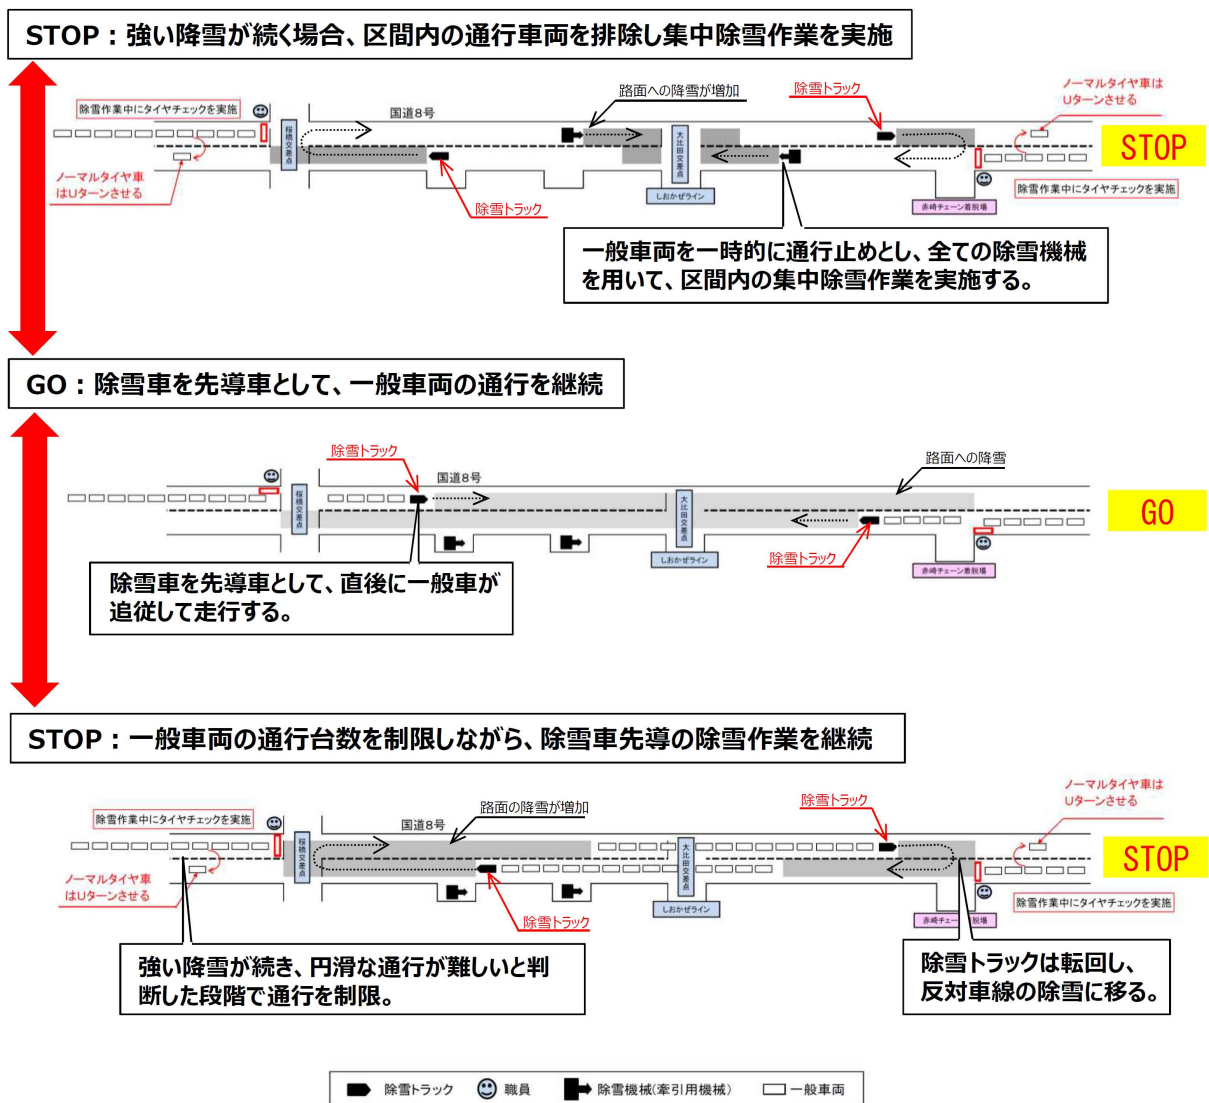 STOP：強い降雪が続く場合、区間内の通行車両を排除し集中除雪作業を実施
除雪作業中にタイヤチェックを実施
国道8号
路面への降雪が増加
除雪トラック
ノーマルタイヤ車は
Uターンさせる
桜橋交差点
大比田交差点
STOP
ノーマルタイヤ車
はUターンさせる
除雪トラック
しおかぜライン
赤崎チェーン着脱場
除雪作業中にタイヤチェックを実施
一般車両を一時的に通行止めとし、全ての除雪機械
を用いて、区間内の集中除雪作業を実施する。
GO：除雪車を先導車として、一般車両の通行を継続
除雪トラック
国道8号
路面への降雪
桜橋交差点
大比田交差点
GO
しおかぜライン
除雪トラック
赤崎チェーン着脱場
除雪車を先導車として、直後に一般車が
追従して走行する。
STOP：一般車両の通行台数を制限しながら、除雪車先導の除雪作業を継続
除雪作業中にタイヤチェックを実施
国道8号
路面の降雪が増加
除雪トラック
ノーマルタイヤ車は
Uターンさせる
桜橋交差点
大比田交差点
STOP
ノーマルタイヤ車
はUターンさせる
除雪トラック
しおかぜライン
赤崎チェー 脱場
除雪作業中にタイヤチェックを実施
強い降雪が続き、円滑な通行が難しいと判
断した段階で通行を制限。
除雪トラックは転回し、
反対車線の除雪に移る。
除雪トラック 職員 除雪機械(牽引用機械) 一般車両